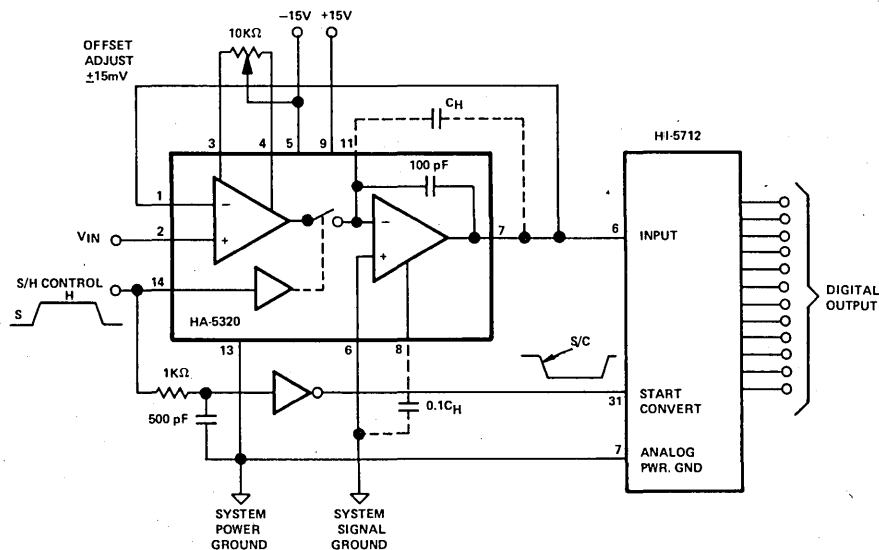 −15V +15V
10KΩ
OFFSET
ADJUST
±15mV
CH
HI-5712
3 4 5 9 11
100 pF
1
−
−
7
6
INPUT
VIN
2
+
+
S/H CONTROL
H
S
14
DIGITAL
OUTPUT
HA-5320
13
6
8
S/C
1KΩ
0.1CH
31
START
CONVERT
500 pF
7
ANALOG
PWR. GND
SYSTEM
POWER
GROUND
SYSTEM
SIGNAL
GROUND